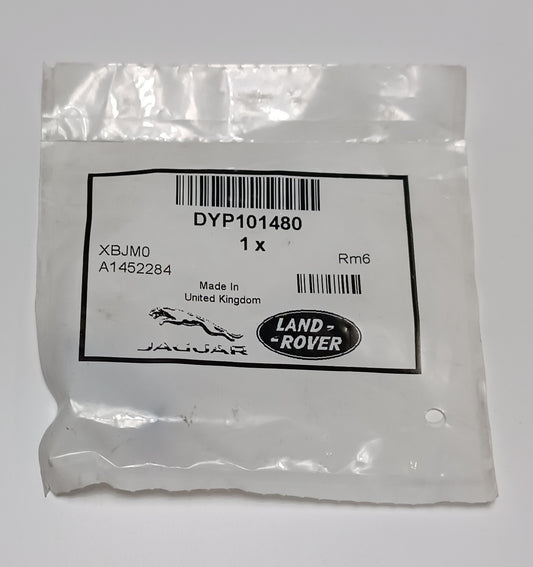 DYP101480
1 x
XBJM0
Rm6
A1452284
Made In
United Kingdom
JAGUAR
LAND-
-ROVER